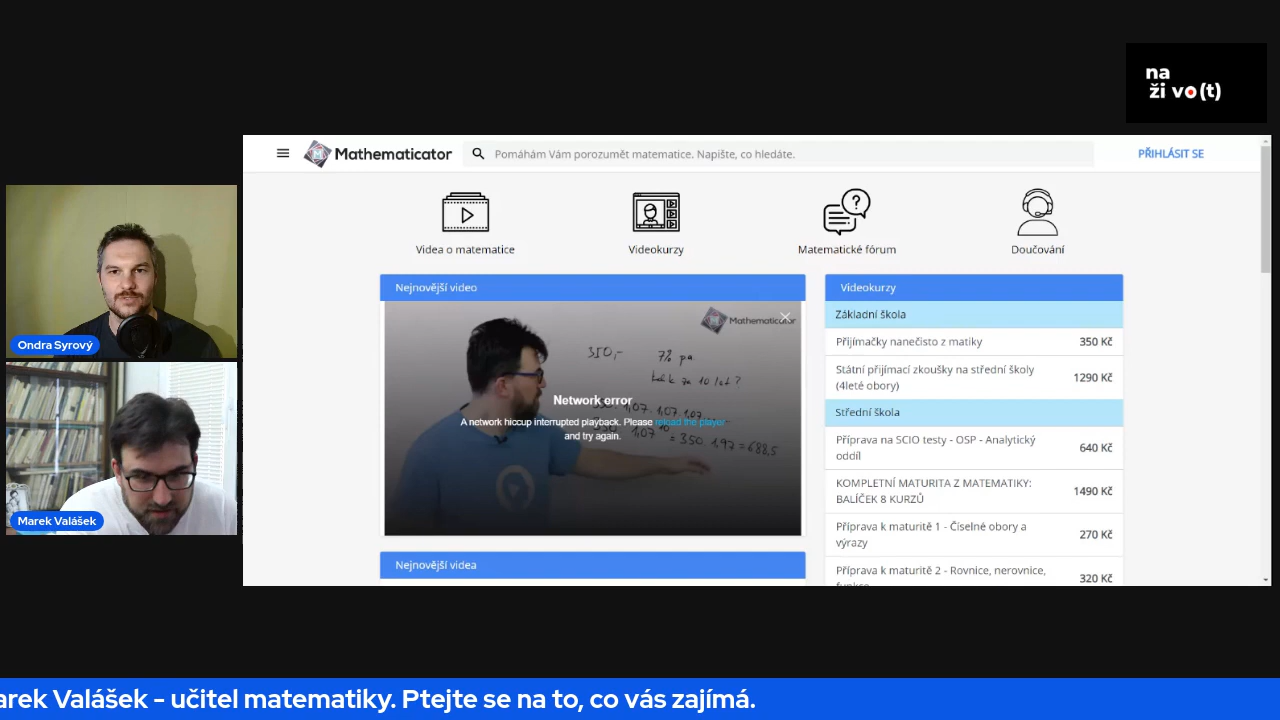 na
ži vo(t)
Mathematicator
Pomáhám Vám porozumět matematice. Napište, co hledáte.
PŘIHLÁSIT SE
Videa o matematice
Videokurzy
Matematické fórum
Doučování
Nejnovější video
Mathematicator
350,-
7% pa
Network error
A network hiccup interrupted playback. Please reload the player
and try again.
Nejnovější videa
Videokurzy
Základní škola
Přijímačky nanečisto z matiky 350 Kč
Státní přijímací zkoušky na střední školy
(4leté obory) 1290 Kč
Střední škola
Příprava na SCIO testy - OSP - Analytický
oddíl 640 Kč
KOMPLETNÍ MATURITA Z MATEMATIKY:
BALÍČEK 8 KURZŮ 1490 Kč
Příprava k maturitě 1 - Číselné obory a
výrazy 270 Kč
Příprava k maturitě 2 - Rovnice, nerovnice,
funkce 320 Kč
Ondra Syrový
Marek Valášek
arek Valášek - učitel matematiky. Ptejte se na to, co vás zajímá.